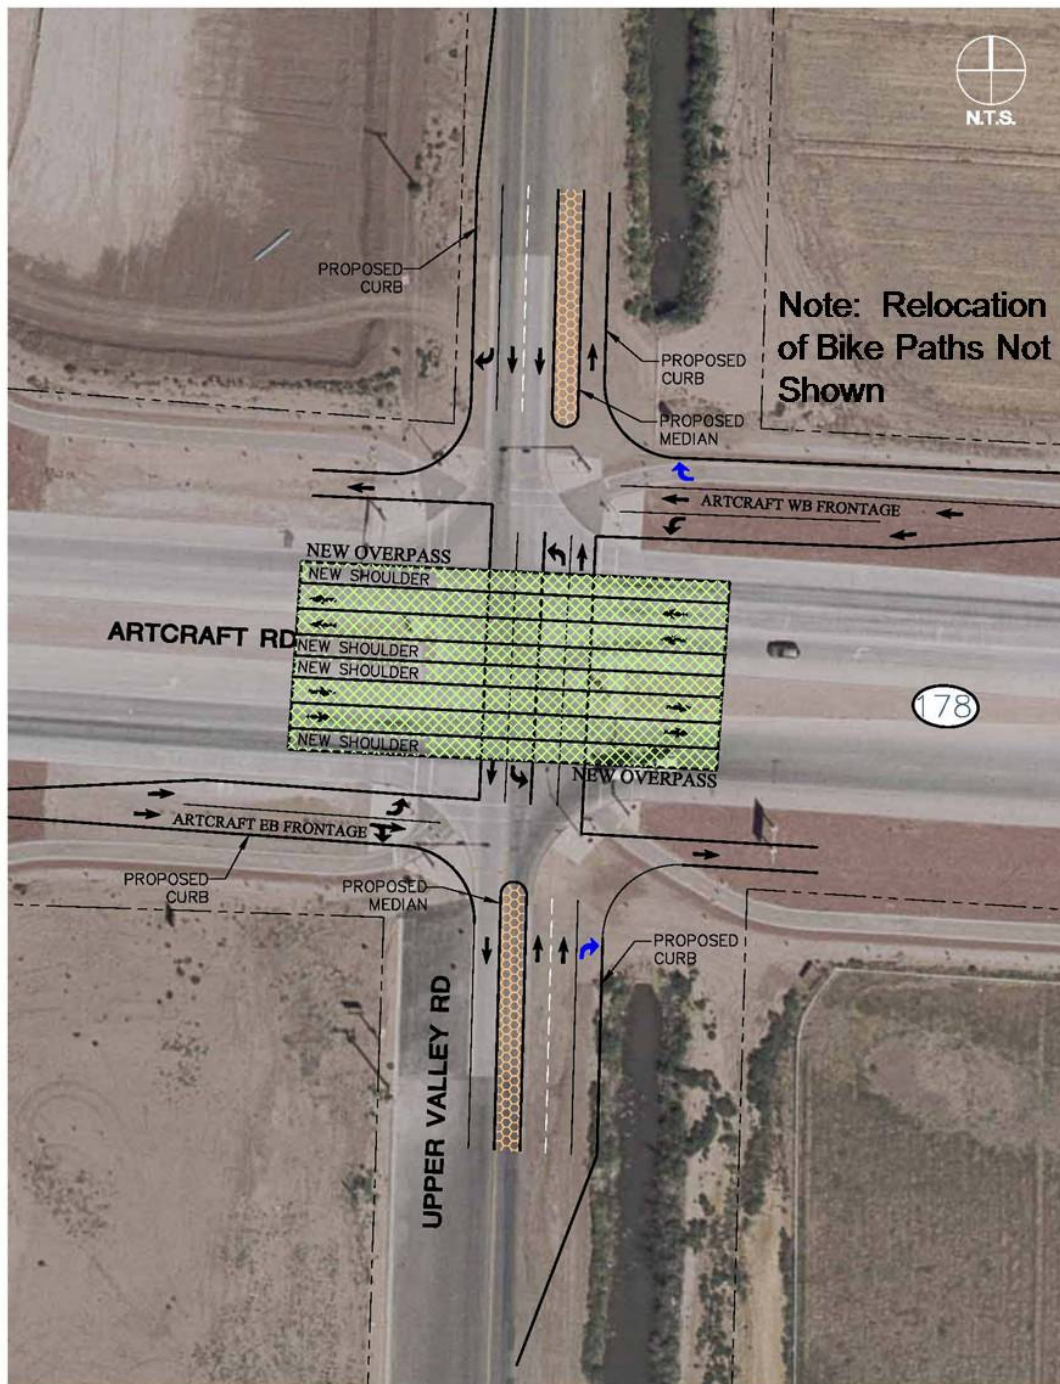 N.T.S.
PROPOSED
CURB
Note: Relocation
of Bike Paths Not
Shown
PROPOSED
CURB
PROPOSED
MEDIAN
ARTCRAFT WB FRONTAGE
NEW OVERPASS
NEW SHOULDER
ARTCRAFT RD
NEW SHOULDER
NEW SHOULDER
178
NEW SHOULDER
NEW OVERPASS
ARTCRAFT EB FRONTAGE
PROPOSED
CURB
PROPOSED
MEDIAN
PROPOSED
CURB
UPPER VALLEY RD